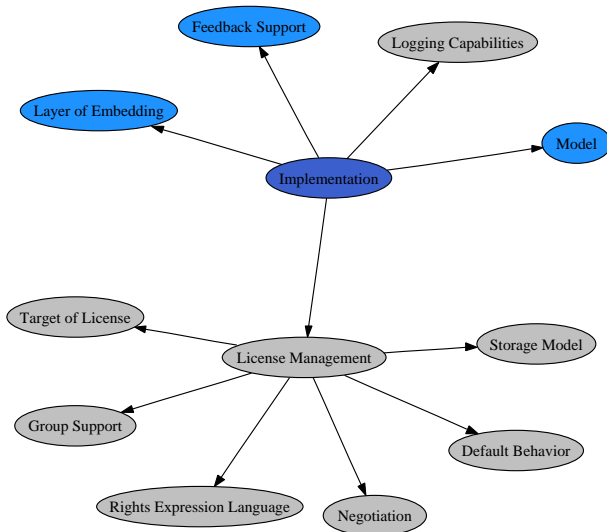 Feedback Support
Logging Capabilities
Layer of Embedding
Model
Implementation
Target of License
Storage Model
License Management
Group Support
Default Behavior
Rights Expression Language
Negotiation